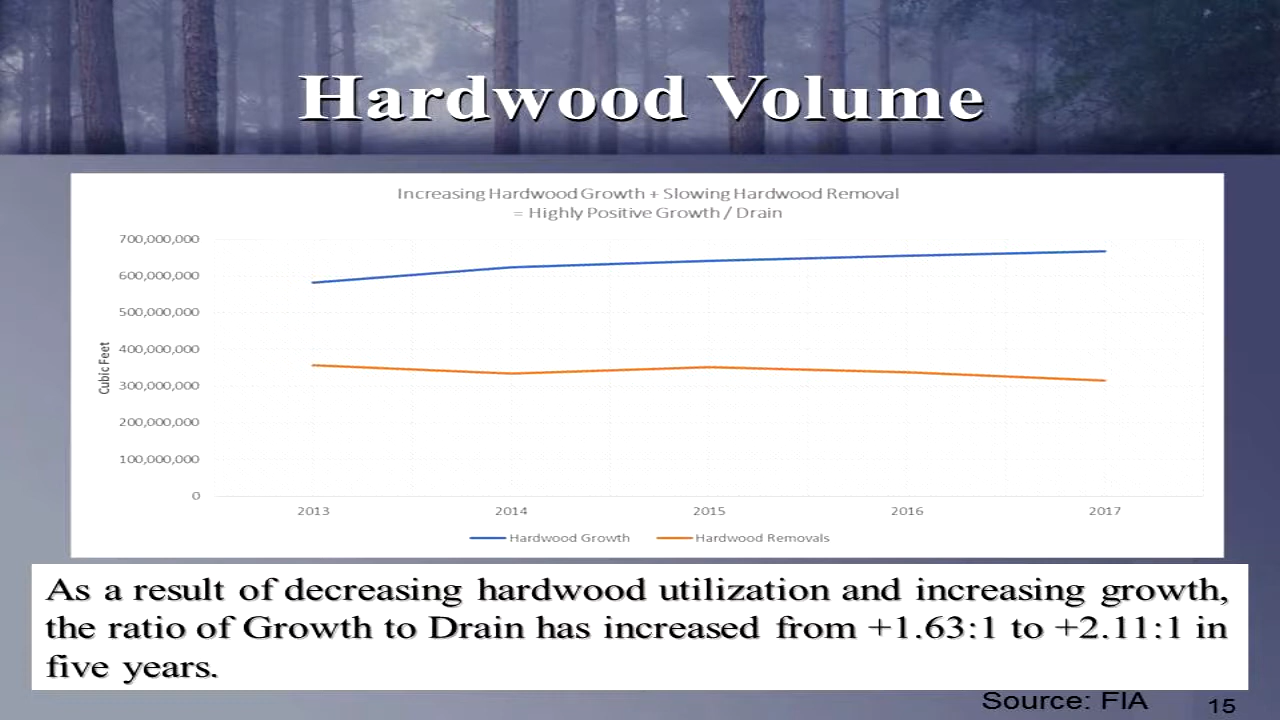 Hardwood Volume
Increasing Hardwood Growth + Slowing Hardwood Removal
= Highly Positive Growth / Drain
700,000,000
600,000,000
500,000,000
400,000,000
300,000,000
200,000,000
100,000,000
0
Cubic Feet
2013 2014 2015 2016 2017
Hardwood Growth Hardwood Removals
As a result of decreasing hardwood utilization and increasing growth,
the ratio of Growth to Drain has increased from +1.63:1 to +2.11:1 in
five years.
Source: FIA 15